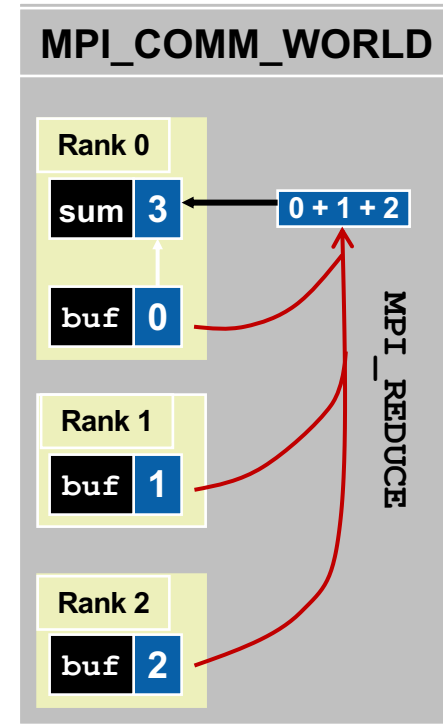 MPI_COMM_WORLD
Rank 0
sum 3
0 + 1 + 2
buf 0
MPI_REDUCE
Rank 1
buf 1
Rank 2
buf 2